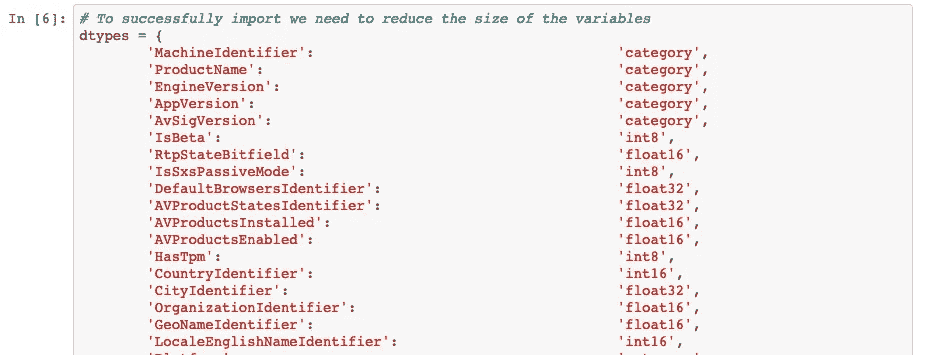 In [6]: # To successfully import we need to reduce the size of the variables
dtypes = {
'MachineIdentifier': 'category',
'ProductName': 'category',
'EngineVersion': 'category',
'AppVersion': 'category',
'AvSigVersion': 'category',
'IsBeta': 'int8',
'RtpStateBitfield': 'float16',
'IsSxsPassiveMode': 'int8',
'DefaultBrowsersIdentifier': 'float32',
'AVProductStatesIdentifier': 'float32',
'AVProductsInstalled': 'float16',
'AVProductsEnabled': 'float16',
'HasTpm': 'int8',
'CountryIdentifier': 'int16',
'CityIdentifier': 'float32',
'OrganizationIdentifier': 'float16',
'GeoNameIdentifier': 'float16',
'LocaleEnglishNameIdentifier': 'int16',